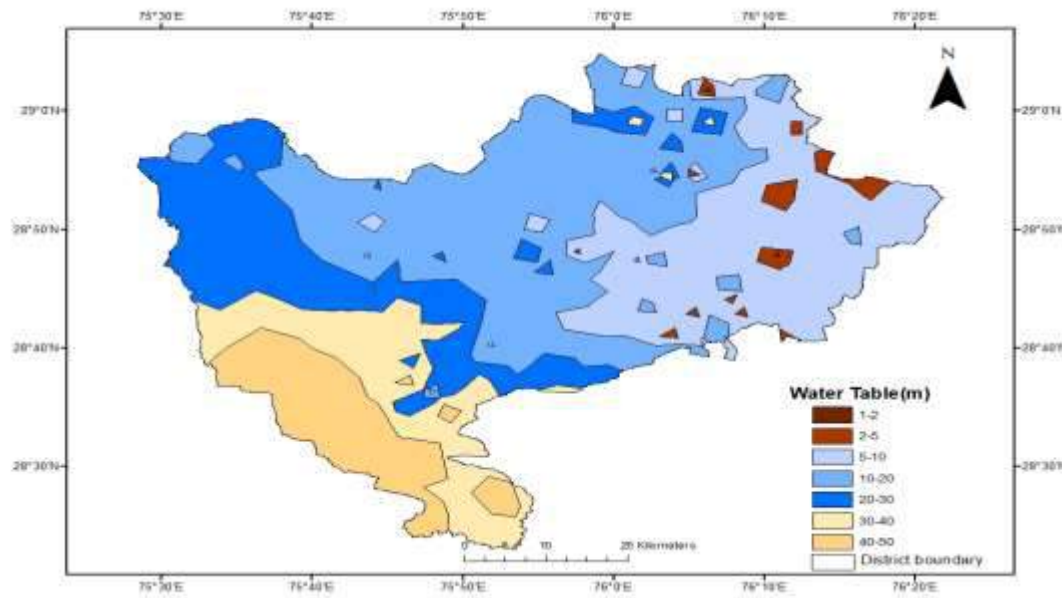 75°30'E 75°40'E 75°50'E 76°0'E 76°10'E 76°20'E
N
29°0'N 29°0'N
28°50'N 28°50'N
28°40'N 28°40'N
Water Table(m)
1-2
2-5
5-10
10-20
20-30
28°30'N 28°30'N
30-40
40-50
District boundary
0 5 10 20 Kilometers
75°30'E 75°40'E 75°50'E 76°0'E 76°10'E 76°20'E